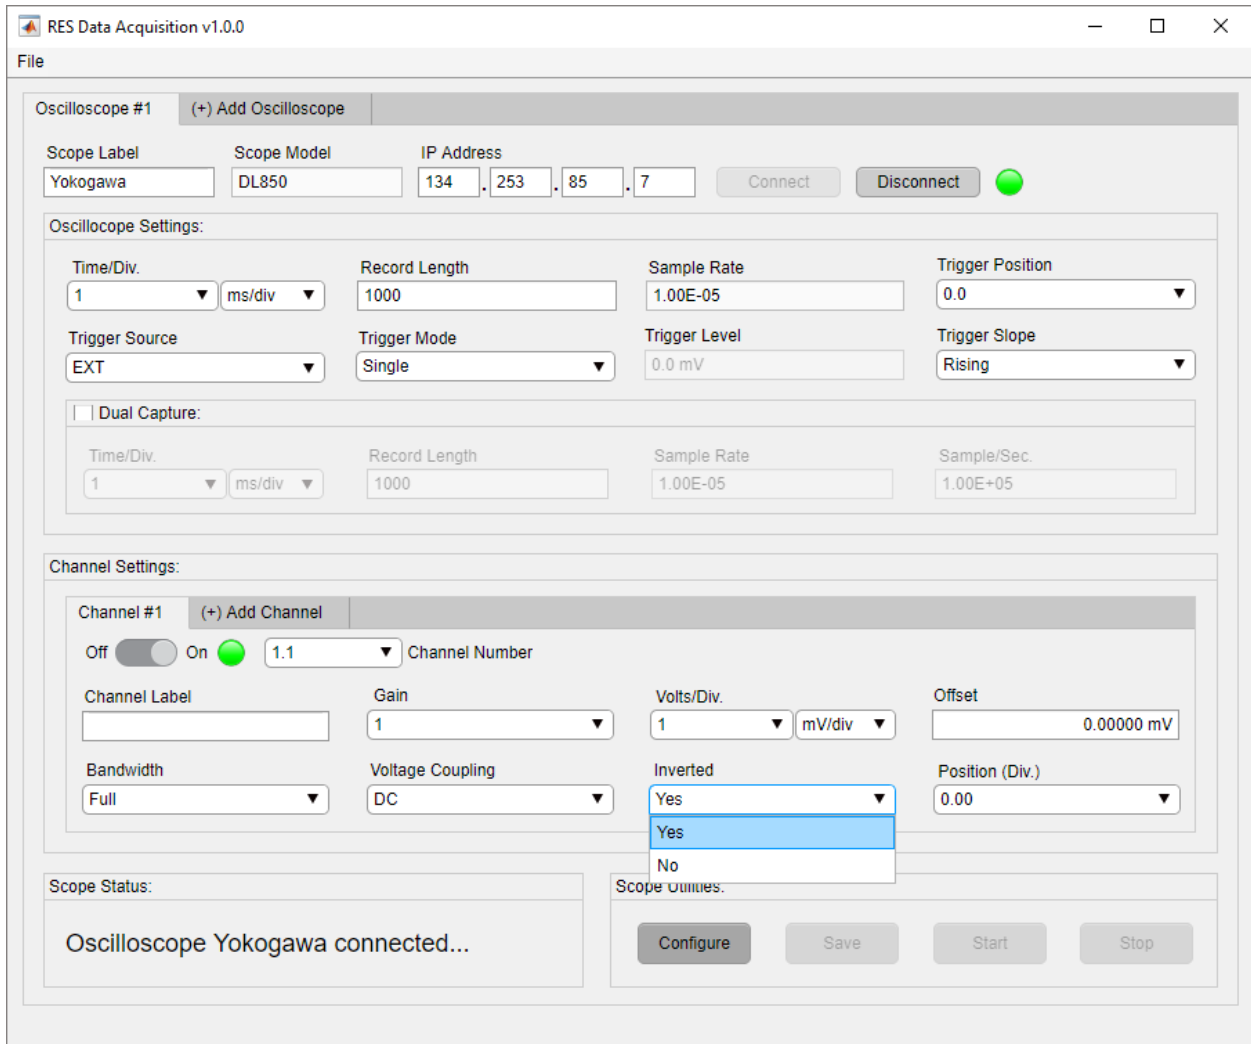 RES Data Acquisition v1.0.0
File
Oscilloscope #1 (+) Add Oscilloscope
Scope Label Scope Model IP Address
Yokogawa DL850 134 . 253 . 85 . 7 Connect Disconnect
Oscillocope Settings:
Time/Div. Record Length Sample Rate Trigger Position
1 ms/div 1000 1.00E-05 0.0
Trigger Source Trigger Mode Trigger Level Trigger Slope
EXT Single 0.0 mV Rising
Dual Capture:
Time/Div. Record Length Sample Rate Sample/Sec.
1 ms/div 1000 1.00E-05 1.00E+05
Channel Settings:
Channel #1 (+) Add Channel
Off On 1.1 Channel Number
Channel Label Gain Volts/Div. Offset
1 1 mV/div 0.00000 mV
Bandwidth Voltage Coupling Inverted Position (Div.)
Full DC Yes 0.00
Yes
No
Scope Status: Scope Utilities:
Oscilloscope Yokogawa connected... Configure Save Start Stop